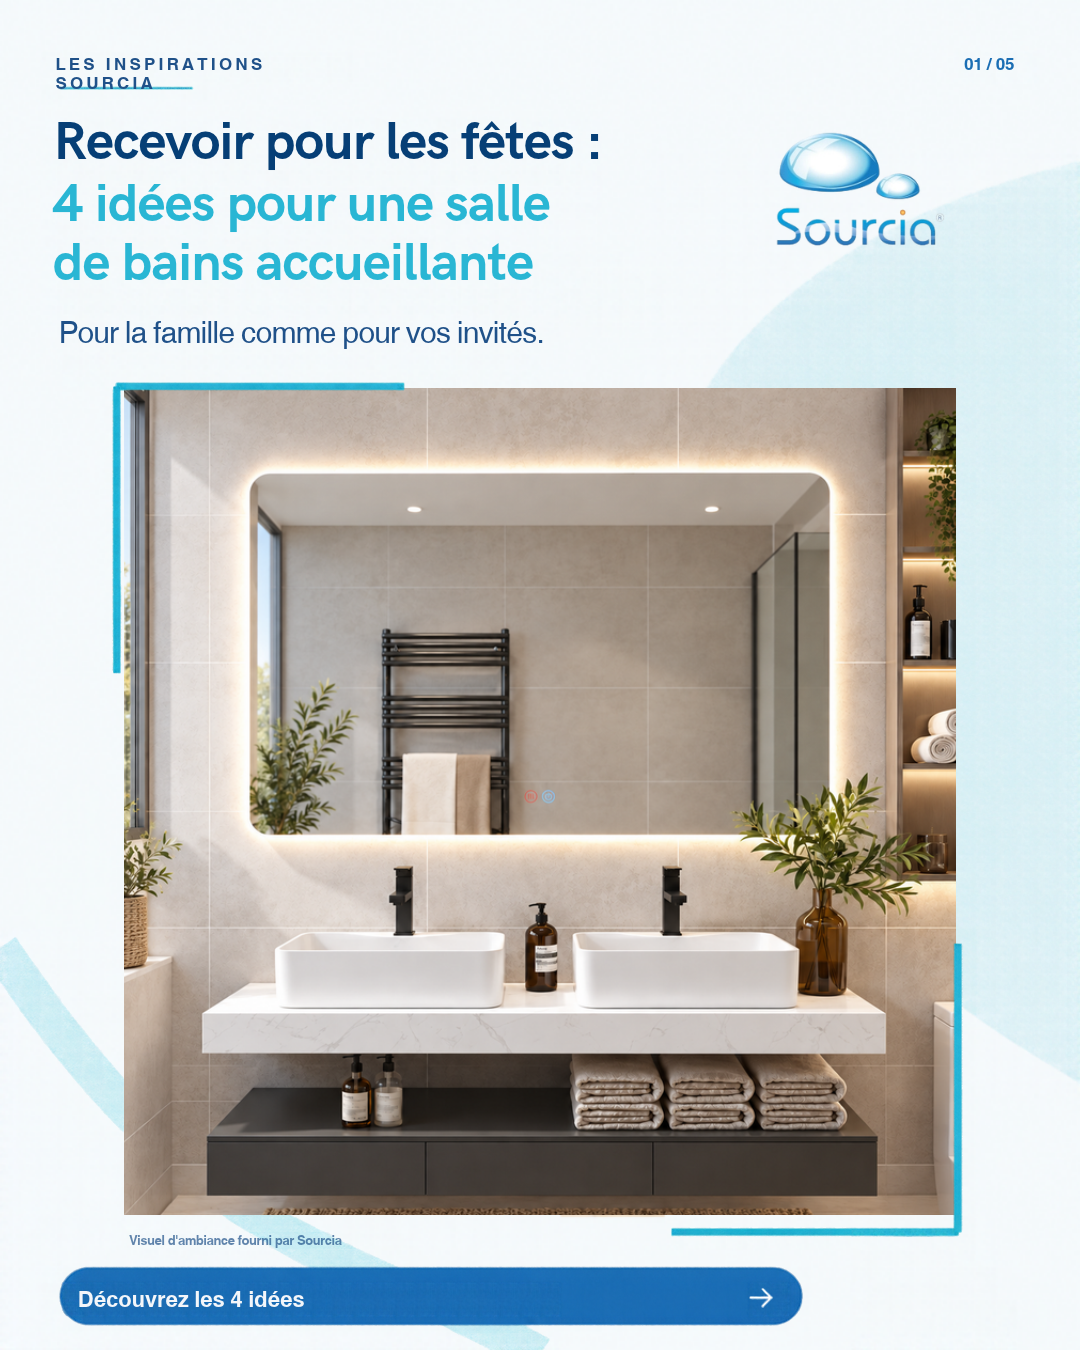 LES INSPIRATIONS
SOURCIA
01 / 05
Recevoir pour les fêtes :
4 idées pour une salle
de bains accueillante
Sourcia®
Pour la famille comme pour vos invités.
Visuel d'ambiance fourni par Sourcia
Découvrez les 4 idées